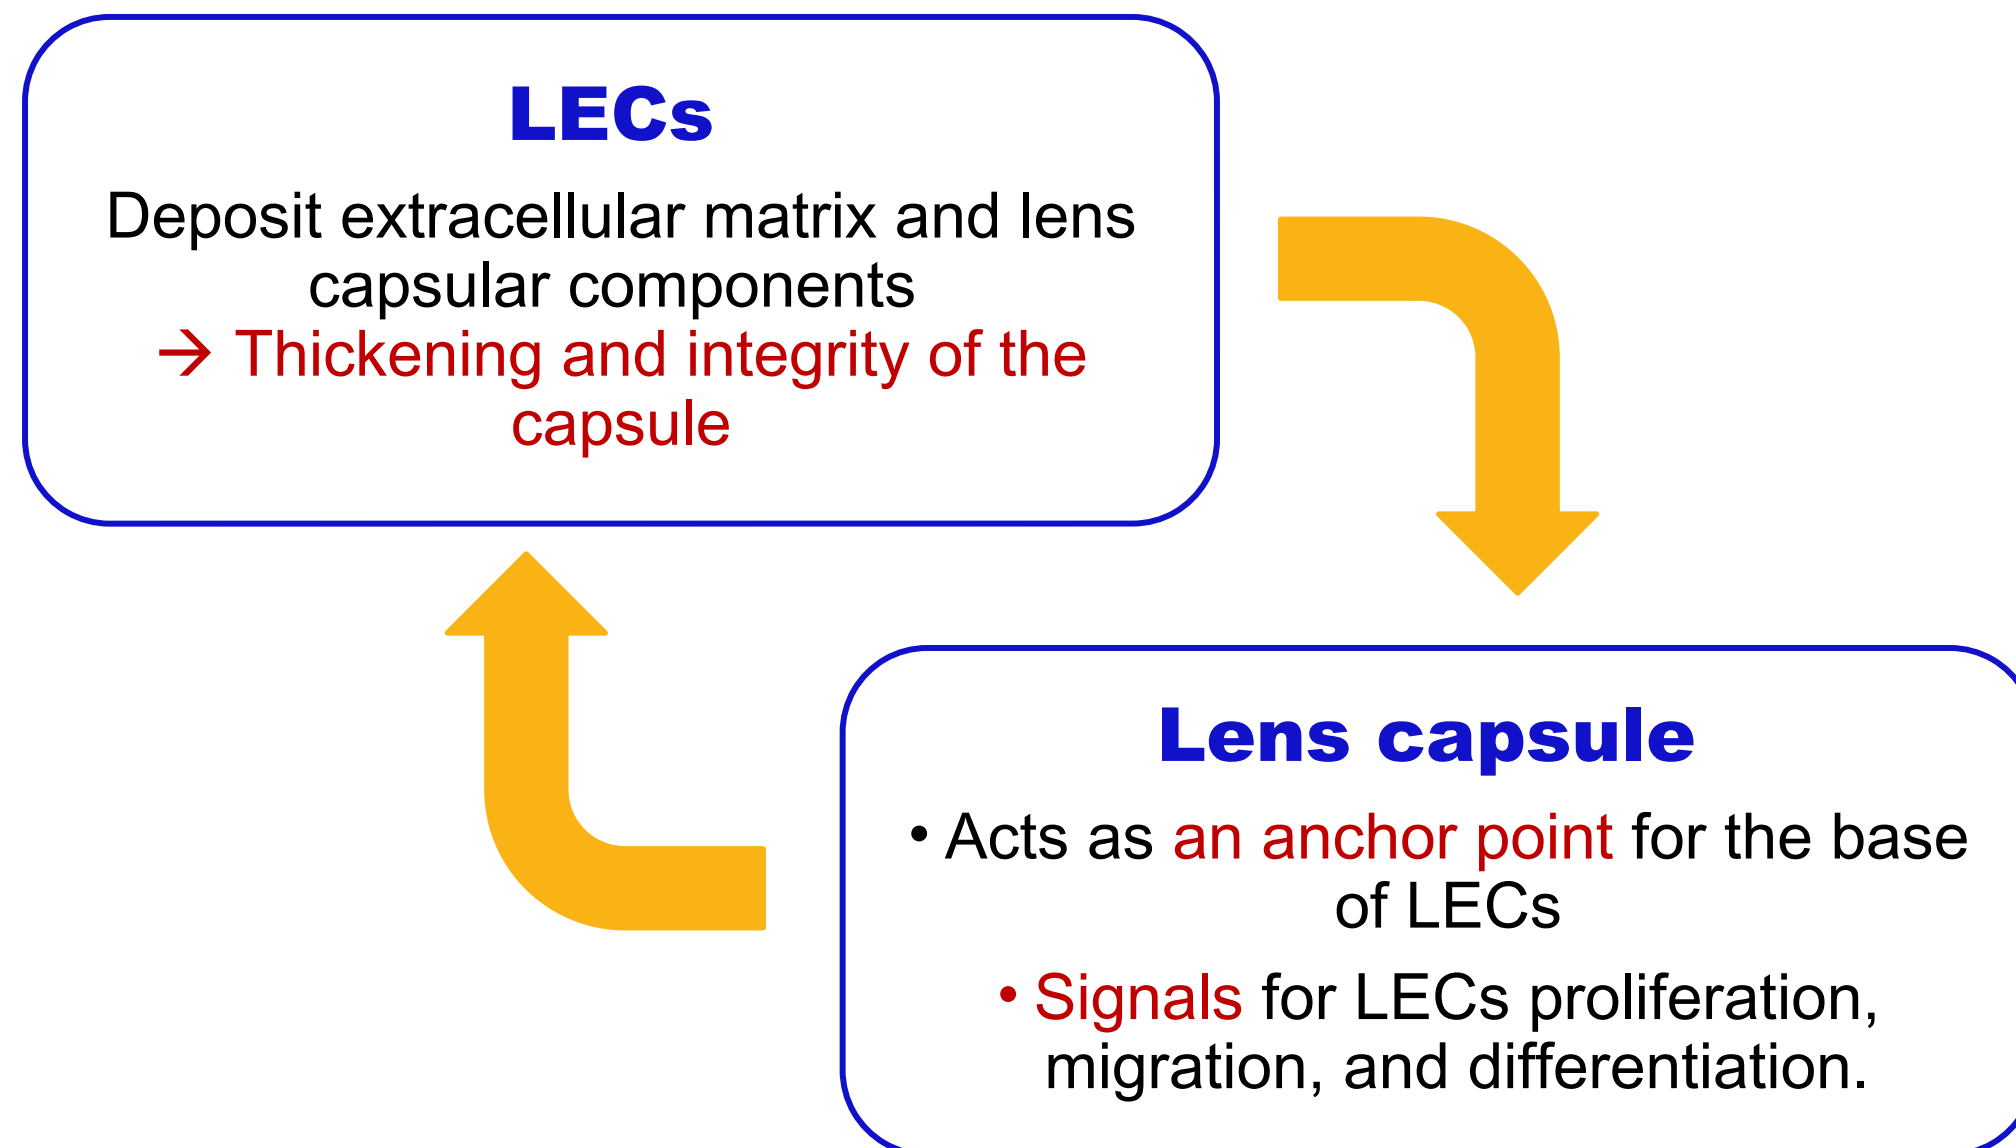 LECs
Deposit extracellular matrix and lens
capsular components
→ Thickening and integrity of the
capsule
Lens capsule
• Acts as an anchor point for the base
of LECs
• Signals for LECs proliferation,
migration, and differentiation.